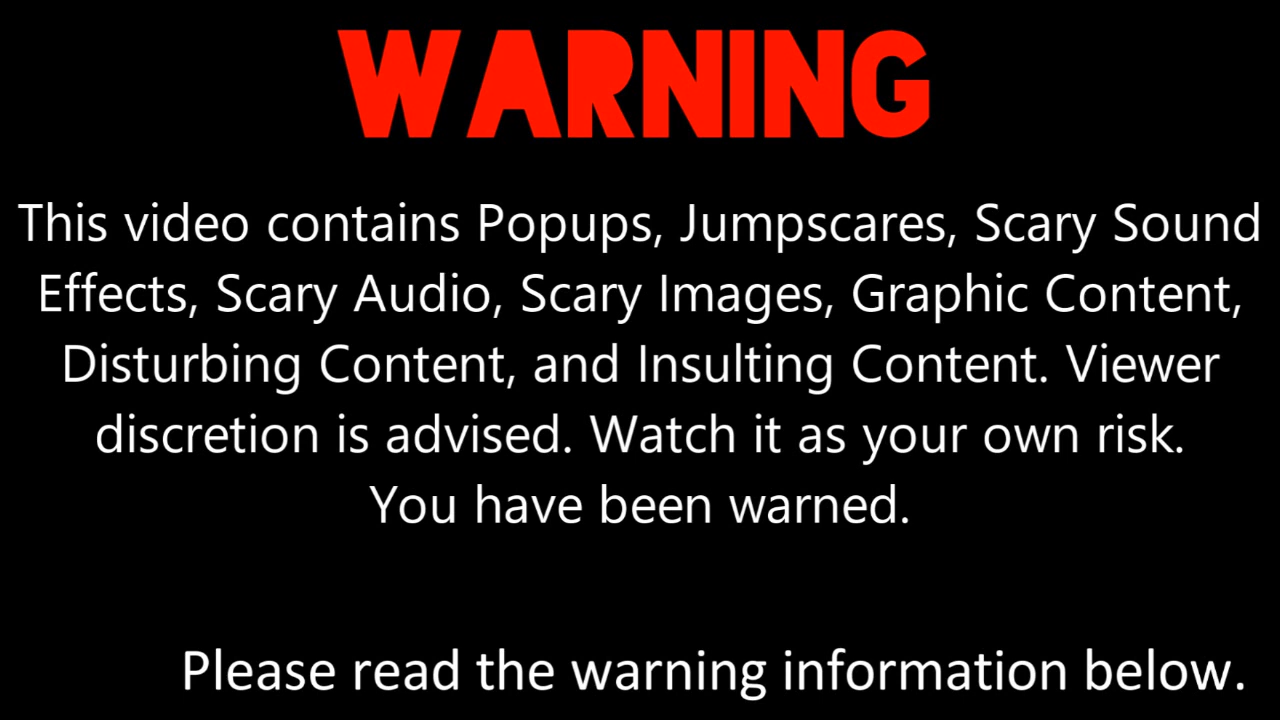 WARNING
This video contains Popups, Jumpscares, Scary Sound
Effects, Scary Audio, Scary Images, Graphic Content,
Disturbing Content, and Insulting Content. Viewer
discretion is advised. Watch it as your own risk.
You have been warned.
Please read the warning information below.